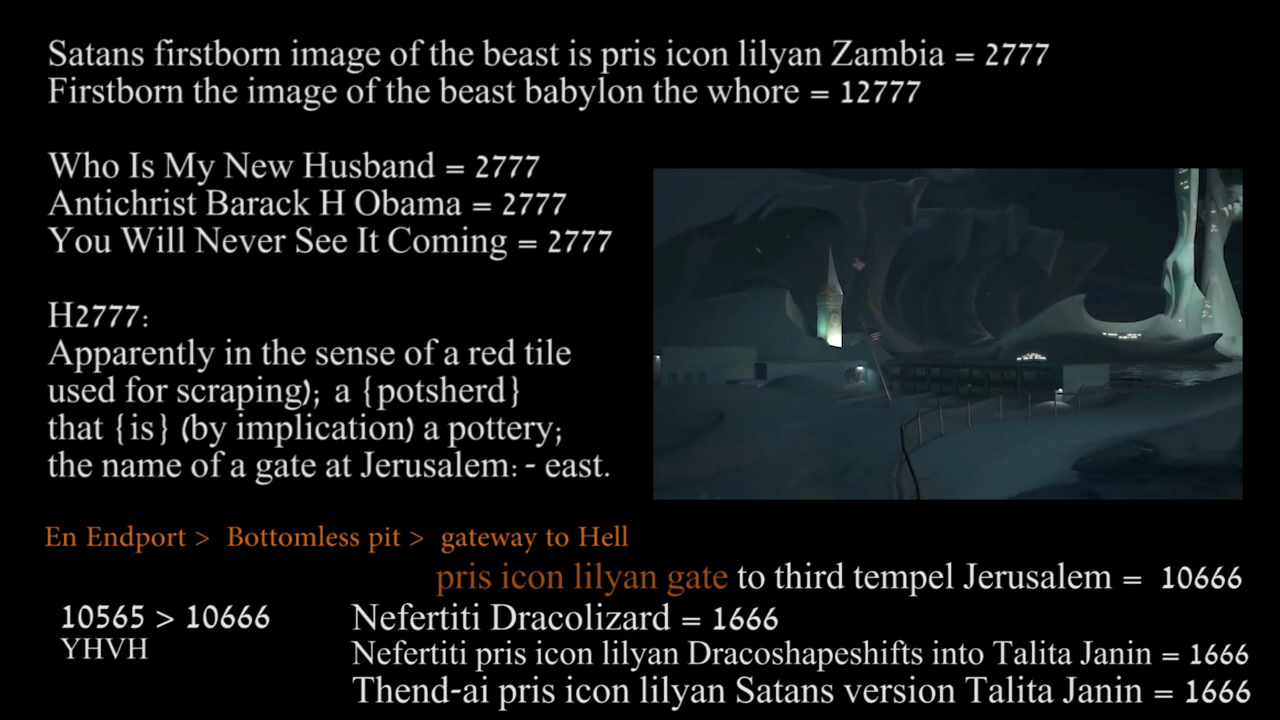 Satans firstborn image of the beast is pris icon lilyan Zambia = 2777
Firstborn the image of the beast babylon the whore = 12777
Who Is My New Husband = 2777
Antichrist Barack H Obama = 2777
You Will Never See It Coming = 2777
H2777:
Apparently in the sense of a red tile
used for scraping); a {potsherd}
that {is} (by implication) a pottery;
the name of a gate at Jerusalem: - east.
En Endport > Bottomless pit > gateway to Hell
pris icon lilyan gate to third tempel Jerusalem = 10666
10565 > 10666
YHVH
Nefertiti Dracolizard = 1666
Nefertiti pris icon lilyan Dracoshapeshifts into Talita Janin = 1666
Thend-ai pris icon lilyan Satans version Talita Janin = 1666